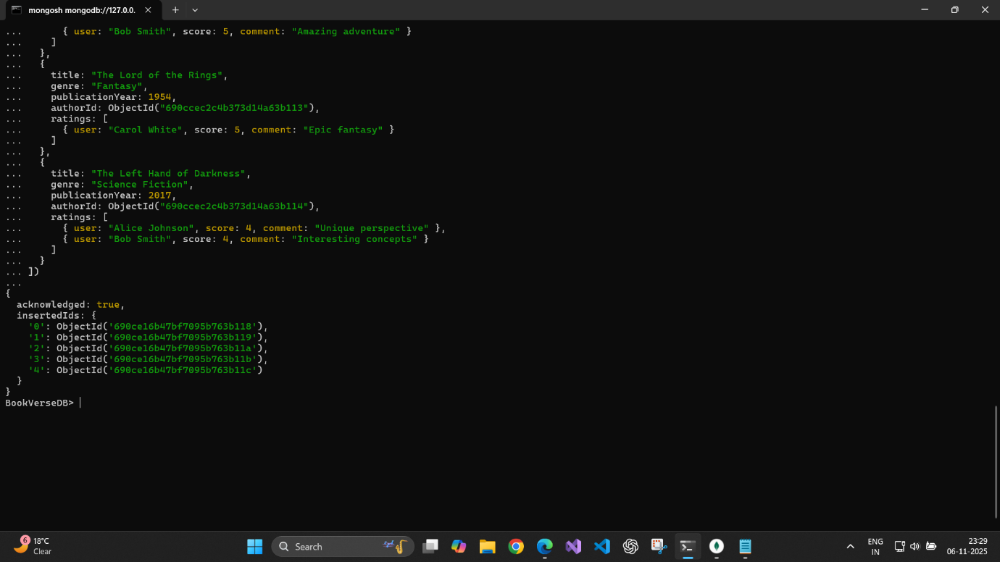 mongosh mongodb://127.0.0.
...       { user: "Bob Smith", score: 5, comment: "Amazing adventure" }
...     ]
...   },
...   {
...     title: "The Lord of the Rings",
...     genre: "Fantasy",
...     publicationYear: 1954,
...     authorId: ObjectId("690ccec2c4b373d14a63b113"),
...     ratings: [
...       { user: "Carol White", score: 5, comment: "Epic fantasy" }
...     ]
...   },
...   {
...     title: "The Left Hand of Darkness",
...     genre: "Science Fiction",
...     publicationYear: 2017,
...     authorId: ObjectId("690ccec2c4b373d14a63b114"),
...     ratings: [
...       { user: "Alice Johnson", score: 4, comment: "Unique perspective" },
...       { user: "Bob Smith", score: 4, comment: "Interesting concepts" }
...     ]
...   }
... ])
...
{
  acknowledged: true,
  insertedIds: {
    '0': ObjectId('690ce16b47bf7095b763b118'),
    '1': ObjectId('690ce16b47bf7095b763b119'),
    '2': ObjectId('690ce16b47bf7095b763b11a'),
    '3': ObjectId('690ce16b47bf7095b763b11b'),
    '4': ObjectId('690ce16b47bf7095b763b11c')
  }
}
BookVerseDB>
6
18°C
Clear
Search
ENG
IN
23:29
06-11-2025